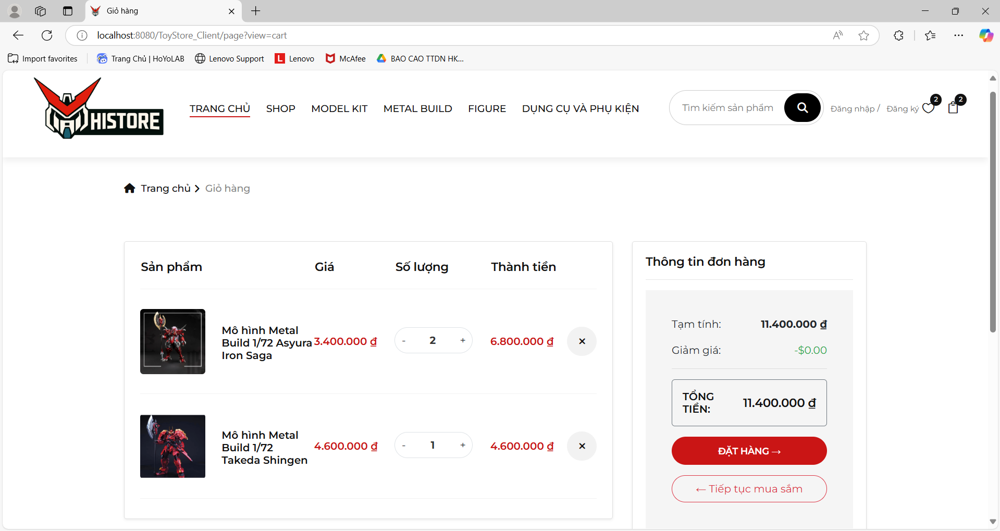 Giỏ hàng
localhost:8080/ToyStore_Client/page?view=cart
Import favorites
Trang Chủ | HoYoLAB
Lenovo Support
L
Lenovo
McAfee
BAO CAO TTDN HK...
HISTORE
TRANG CHỦ
SHOP
MODEL KIT
METAL BUILD
FIGURE
DỤNG CỤ VÀ PHỤ KIỆN
Tìm kiếm sản phẩm
Đăng nhập /
Đăng ký
2
2
Trang chủ
Giỏ hàng
Sản phẩm Giá Số lượng Thành tiền
Mô hình Metal
Build 1/72 Asyura
Iron Saga
3.400.000 ₫
- 2 +
6.800.000 ₫
×
Mô hình Metal
Build 1/72
Takeda Shingen
4.600.000 ₫
- 1 +
4.600.000 ₫
×
Thông tin đơn hàng
Tạm tính: 11.400.000 ₫
Giảm giá: -$0.00
TỔNG
TIỀN:
11.400.000 ₫
ĐẶT HÀNG →
← Tiếp tục mua sắm